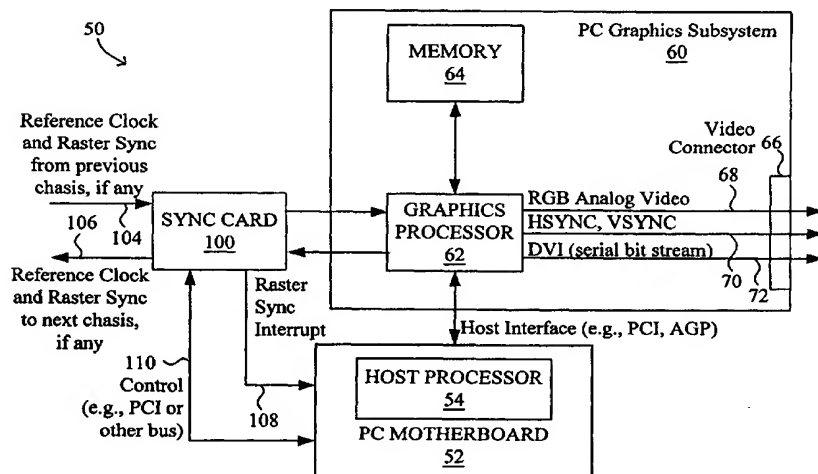 50
PC Graphics Subsystem
60
MEMORY
64
Reference Clock
and Raster Sync
from previous
chasis, if any
Video
Connector
66
RGB Analog Video
68
106
104
SYNC CARD
100
GRAPHICS
PROCESSOR
62
HSYNC, VSYNC
DVI (serial bit stream)
70
72
Reference Clock
and Raster Sync
to next chasis,
if any
Raster
Sync
Interrupt
Host Interface (e.g., PCI, AGP)
110
Control
(e.g., PCI or
other bus)
108
HOST PROCESSOR
54
PC MOTHERBOARD
52